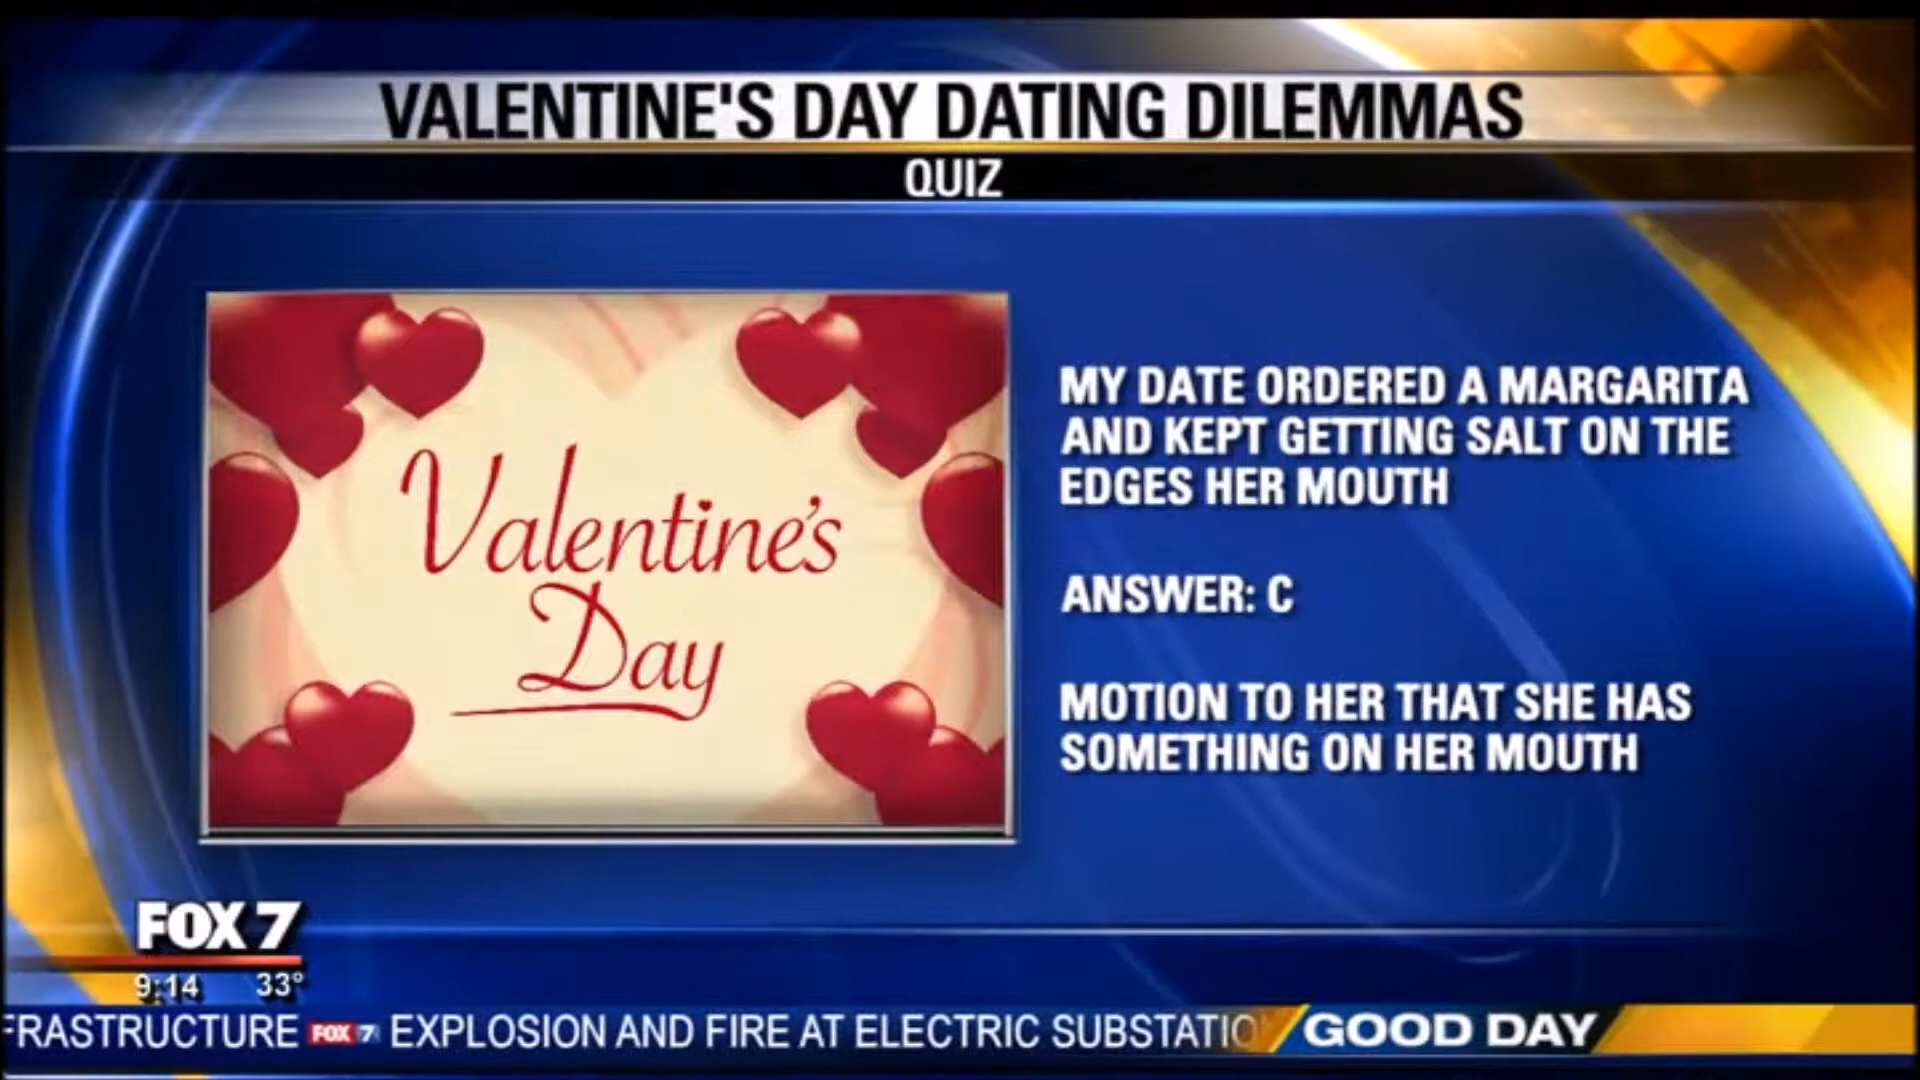 VALENTINE'S DAY DATING DILEMMAS
QUIZ
Valentine's
Day
MY DATE ORDERED A MARGARITA
AND KEPT GETTING SALT ON THE
EDGES HER MOUTH
ANSWER: C
MOTION TO HER THAT SHE HAS
SOMETHING ON HER MOUTH
FOX 7
9:14 33°
FRASTRUCTURE FOX 7 EXPLOSION AND FIRE AT ELECTRIC SUBSTATIO GOOD DAY